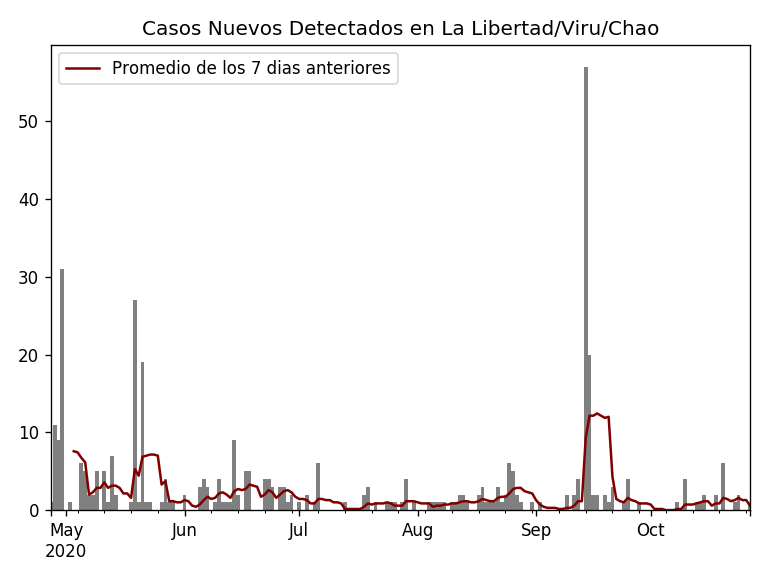 Casos Nuevos Detectados en La Libertad/Viru/Chao
Promedio de los 7 dias anteriores
50
40
30
20
10
0
May Jun Jul Aug Sep Oct
2020